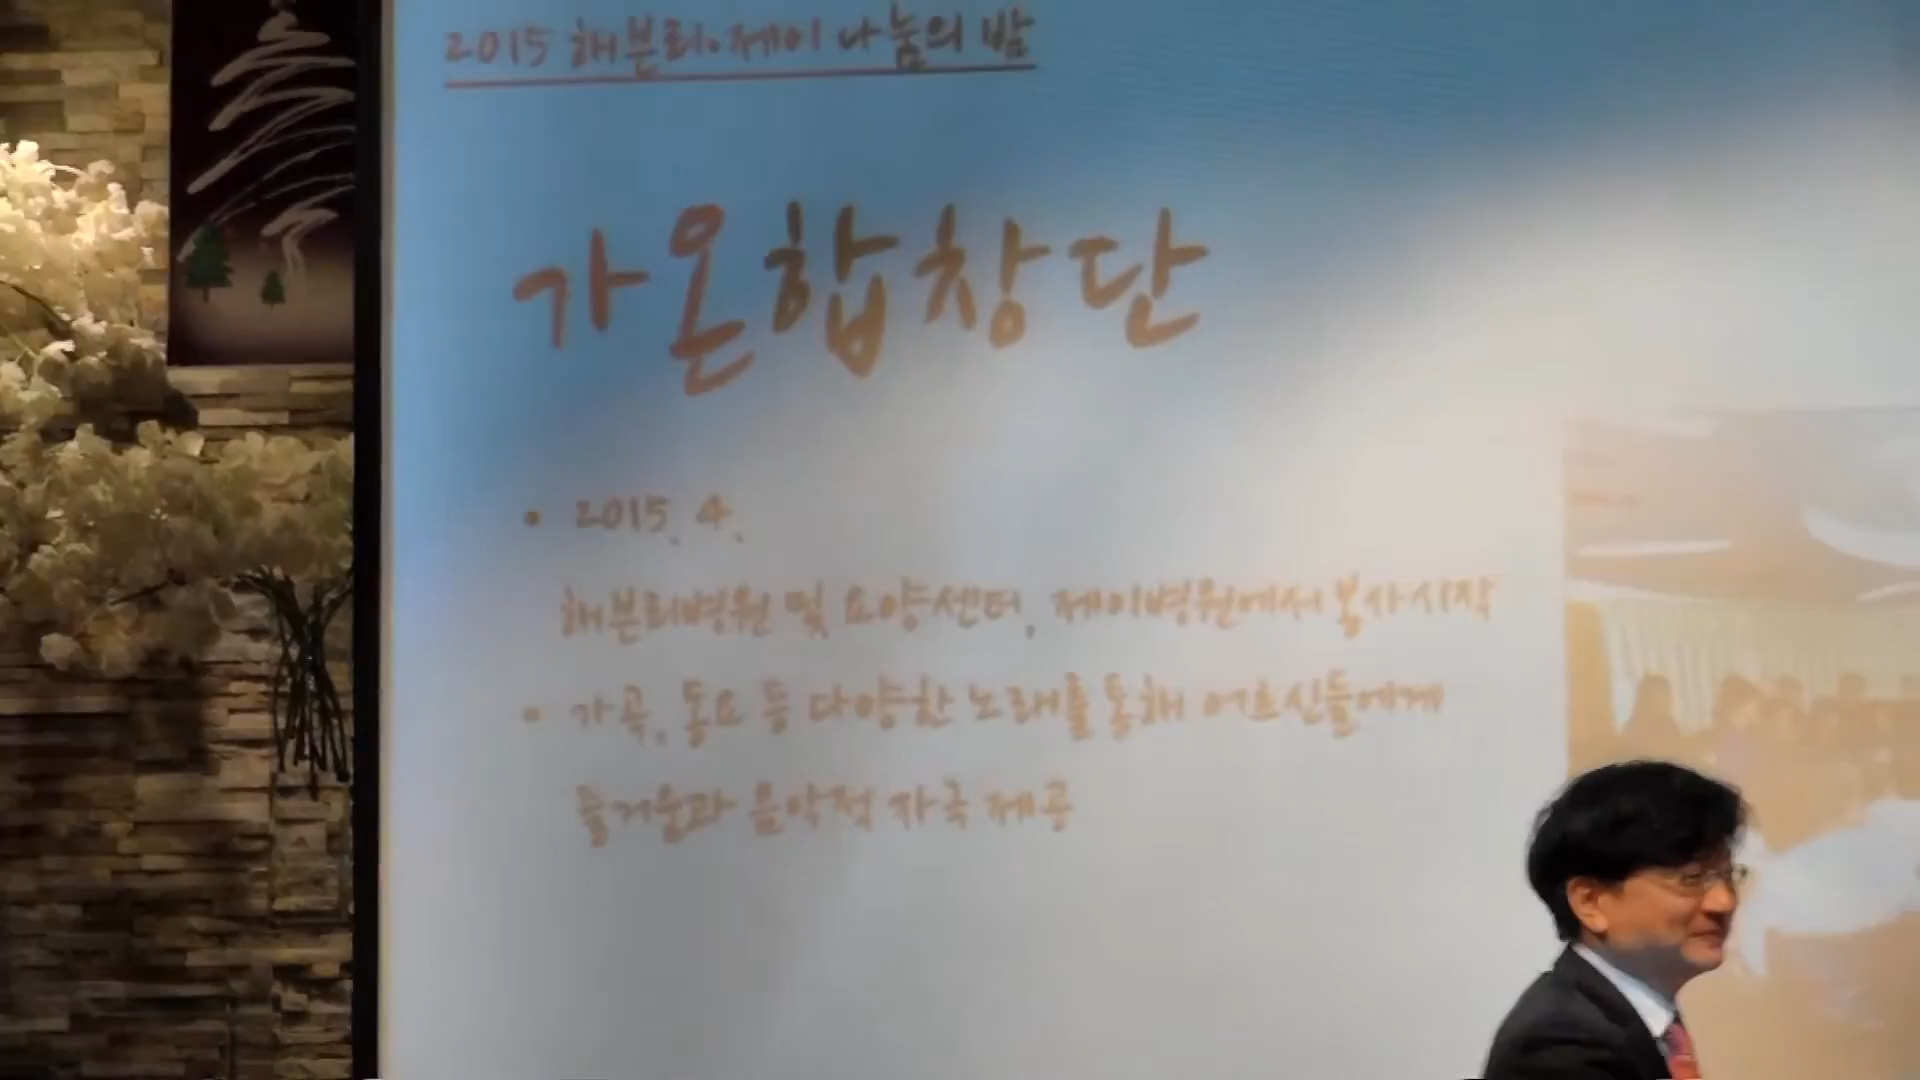 2015 해븐리·제이 나눔의 밤
가온합창단
• 2015. 4.
해븐리병원 및 요양센터, 제이병원에서 봉사시작
• 가곡, 동요 등 다양한 노래를 통해 어르신들에게
즐거움과 음악적 자극 제공